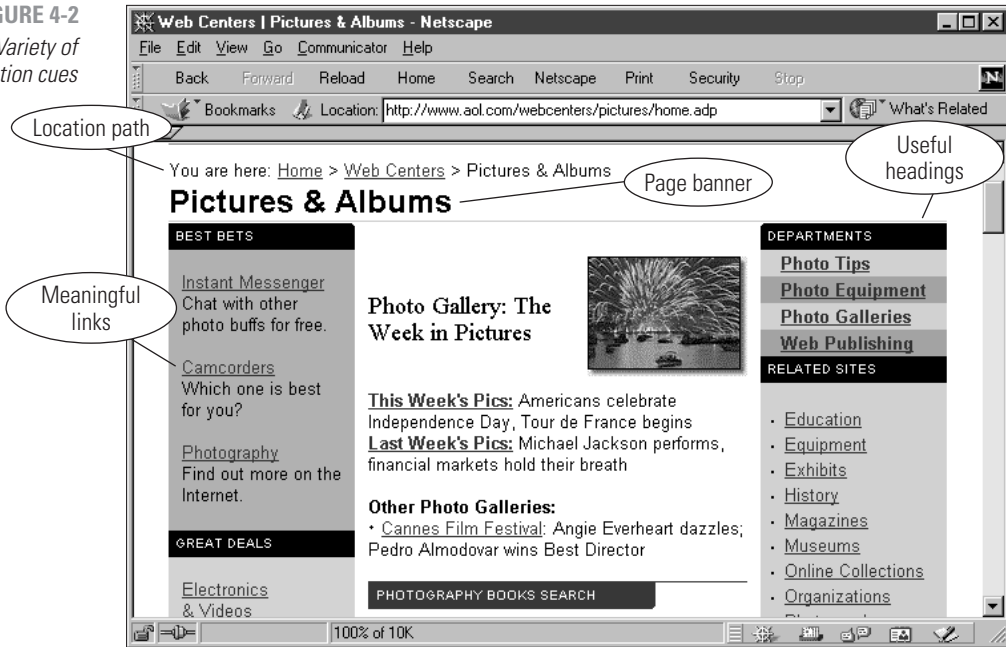 GURE 4-2
Variety of
tion cues
Web Centers | Pictures & Albums - Netscape
File Edit View Go Communicator Help
Back Forward Reload Home Search Netscape Print Security Stop
N
Bookmarks Location: http://www.aol.com/webcenters/pictures/home.adp What's Related
Location path
You are here: Home > Web Centers > Pictures & Albums
Pictures & Albums
Page banner
Useful
headings
Meaningful
links
BEST BETS
Instant Messenger
Chat with other
photo buffs for free.
Camcorders
Which one is best
for you?
Photography
Find out more on the
Internet.
GREAT DEALS
Electronics
& Videos
Photo Gallery: The
Week in Pictures
This Week's Pics: Americans celebrate
Independence Day, Tour de France begins
Last Week's Pics: Michael Jackson performs,
financial markets hold their breath
Other Photo Galleries:
• Cannes Film Festival: Angie Everheart dazzles;
Pedro Almodovar wins Best Director
PHOTOGRAPHY BOOKS SEARCH
DEPARTMENTS
Photo Tips
Photo Equipment
Photo Galleries
Web Publishing
RELATED SITES
• Education
• Equipment
• Exhibits
• History
• Magazines
• Museums
• Online Collections
• Organizations
100% of 10K